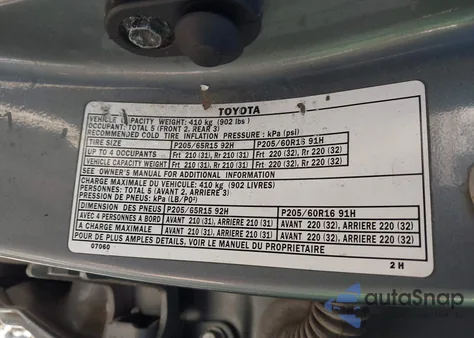 TOYOTA
VEHICLE CAPACITY WEIGHT: 410 kg (902 lbs)
OCCUPANT: TOTAL 5 (FRONT 2, REAR 3)
RECOMMENDED COLD TIRE INFLATION PRESSURE : kPa (psi)
TIRE SIZE P205/65R15 92H P205/60R16 91H
UP TO 4 OCCUPANTS Frt 210 (31) Rr 210 (31) Frt 220 (32), Rr 220 (32)
VEHICLE CAPACITY WEIGHT Frt 210 (31) Rr 210 (31) Frt 220 (32), Rr 220 (32)
SEE OWNER'S MANUAL FOR ADDITIONAL INFORMATION
CHARGE MAXIMALE DU VEHICULE: 410 kg (902 LIVRES)
PERSONNES: TOTAL 5 (AVANT 2, ARRIERE 3)
PRESSION DE PNEUS: kPa (LB/PO²)
DIMENSION DES PNEUS P205/65R15 92H P205/60R16 91H
AVEC 4 PERSONNES A BORD AVANT 210 (31), ARRIERE 210 (31) AVANT 220 (32), ARRIERE 220 (32)
A CHARGE MAXIMALE AVANT 210 (31), ARRIERE 210 (31) AVANT 220 (32), ARRIERE 220 (32)
POUR DE PLUS AMPLES DETAILS, VOIR LE MANUEL DU PROPRIETAIRE
07060 2 H
autoSnap